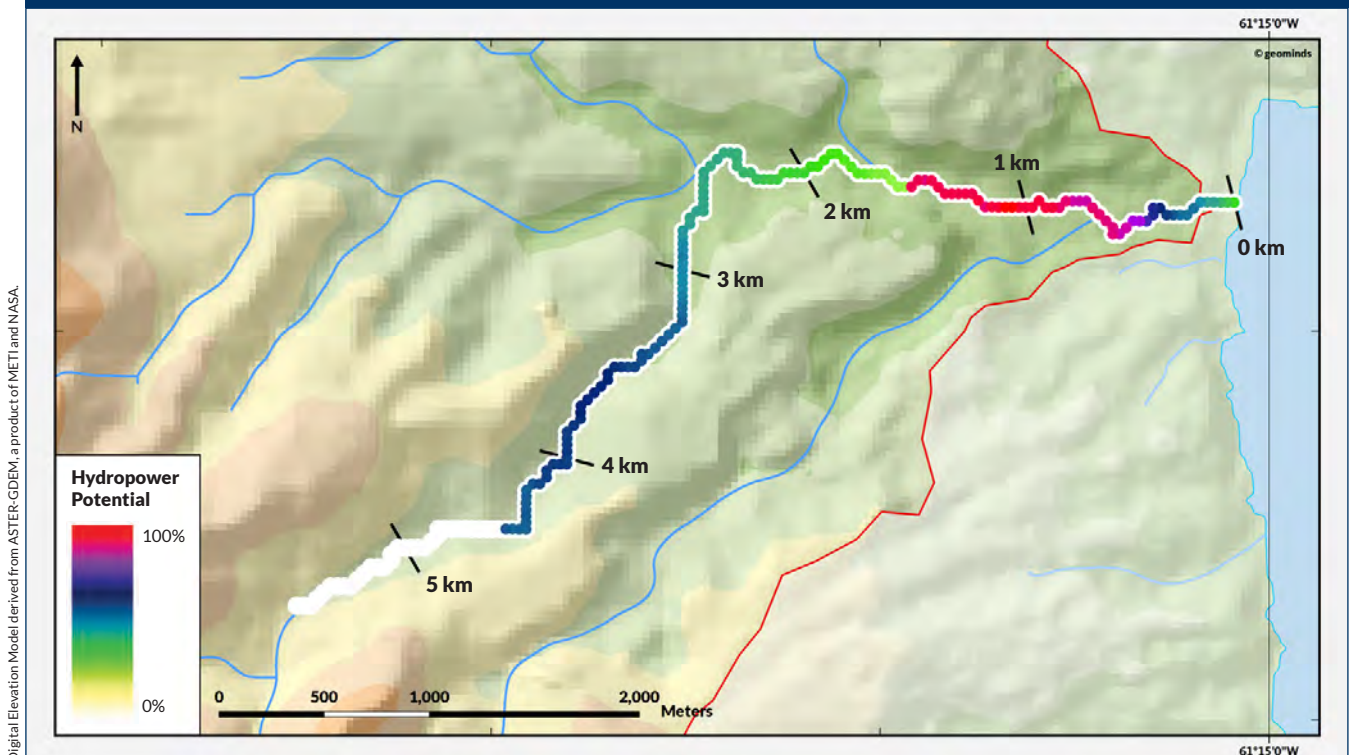 61°15'0"W
© geominds
N
1 km
2 km
0 km
3 km
4 km
5 km
Hydropower
Potential
100%
0%
0 500 1,000 2,000
Meters
61°15'0"W
Digital Elevation Model derived from ASTER-GDEM, a product of METI and NASA.